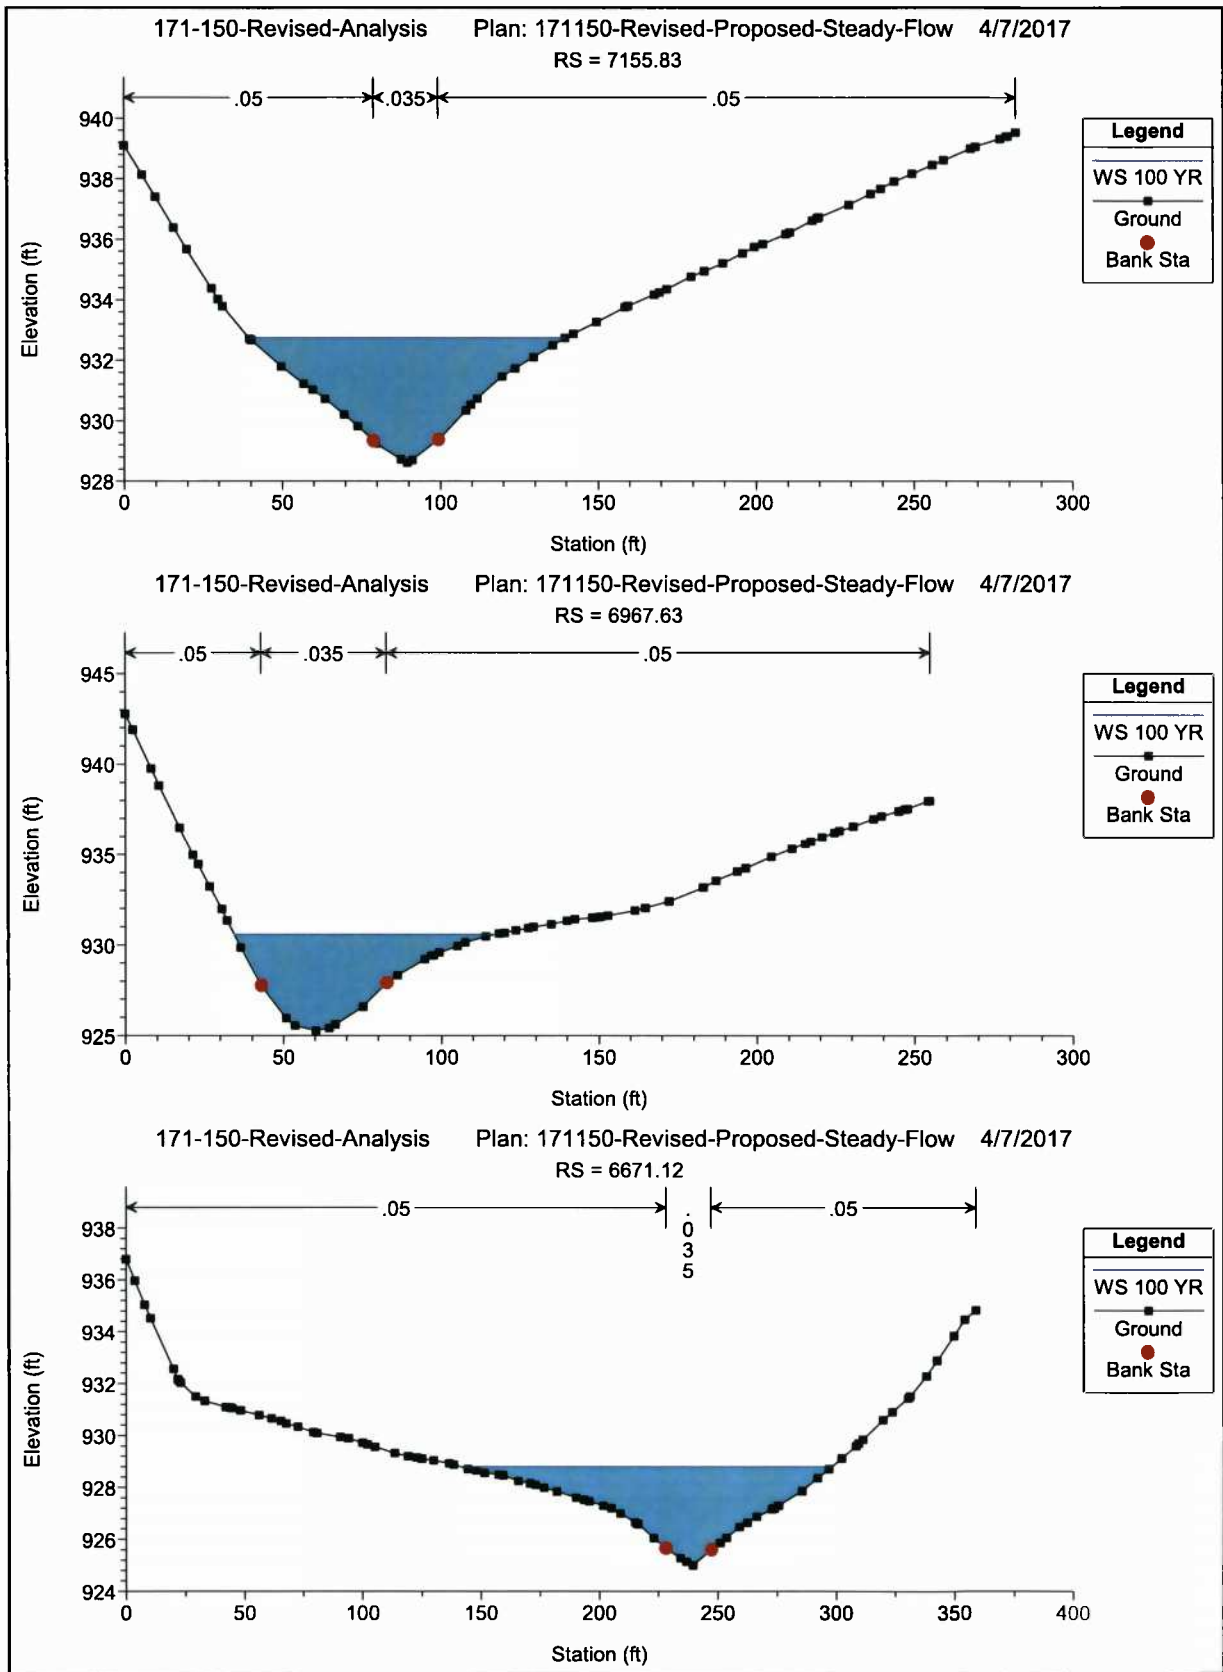 171-150-Revised-Analysis Plan: 171150-Revised-Proposed-Steady-Flow 4/7/2017
RS = 7155.83
.05 .035 .05
940
938
936
934
932
930
928
Elevation (ft)
0 50 100 150 200 250 300
Station (ft)
Legend
WS 100 YR
Ground
Bank Sta
171-150-Revised-Analysis Plan: 171150-Revised-Proposed-Steady-Flow 4/7/2017
RS = 6967.63
.05 .035 .05
945
940
935
930
925
Elevation (ft)
0 50 100 150 200 250 300
Station (ft)
Legend
WS 100 YR
Ground
Bank Sta
171-150-Revised-Analysis Plan: 171150-Revised-Proposed-Steady-Flow 4/7/2017
RS = 6671.12
.05 .035 .05
938
936
934
932
930
928
926
924
Elevation (ft)
0 50 100 150 200 250 300 350 400
Station (ft)
Legend
WS 100 YR
Ground
Bank Sta